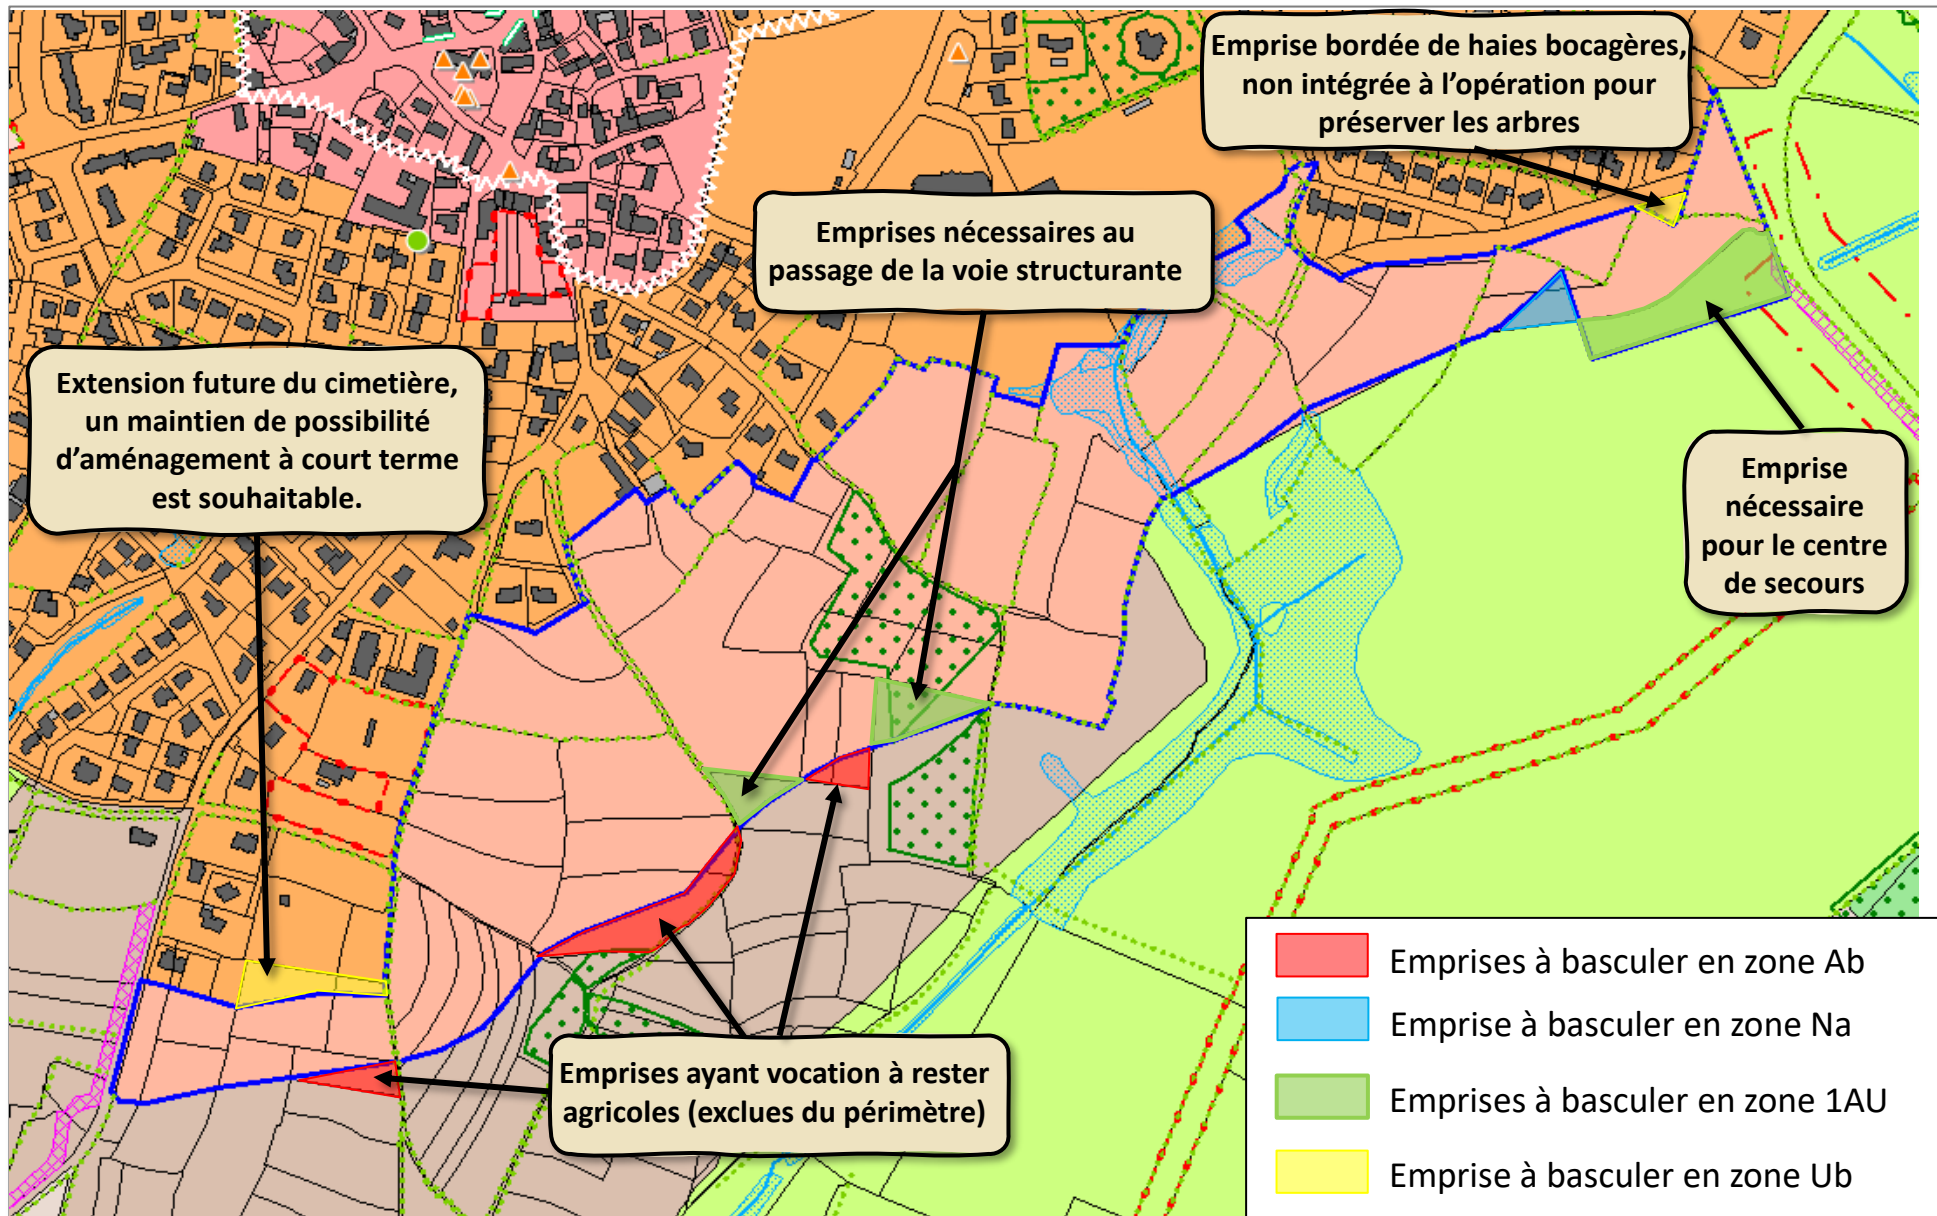 Emprise bordée de haies bocagères,
non intégrée à l'opération pour
préserver les arbres
Emprises nécessaires au
passage de la voie structurante
Extension future du cimetière,
un maintien de possibilité
d'aménagement à court terme
est souhaitable.
Emprise
nécessaire
pour le centre
de secours
Emprises ayant vocation à rester
agricoles (exclues du périmètre)
Emprises à basculer en zone Ab
Emprise à basculer en zone Na
Emprises à basculer en zone 1AU
Emprise à basculer en zone Ub